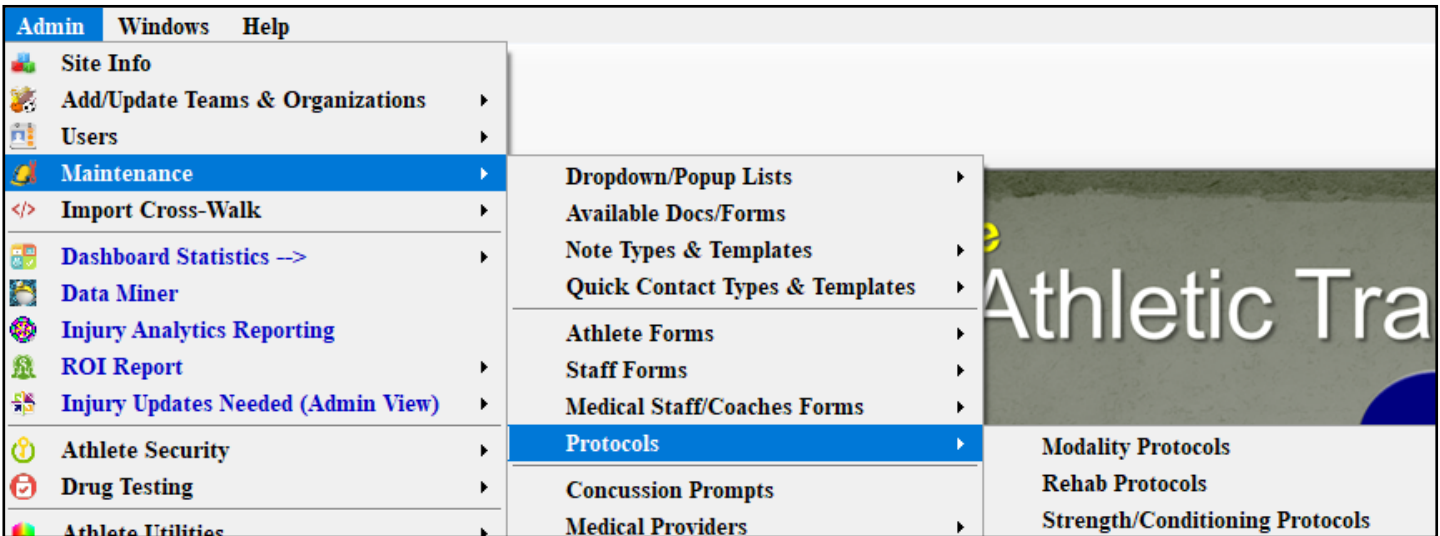 Admin Windows Help
Site Info
Add/Update Teams & Organizations
Users
Maintenance
Import Cross-Walk
Dashboard Statistics -->
Data Miner
Injury Analytics Reporting
ROI Report
Injury Updates Needed (Admin View)
Athlete Security
Drug Testing
Athlete Utilities
Dropdown/Popup Lists
Available Docs/Forms
Note Types & Templates
Quick Contact Types & Templates
Athlete Forms
Staff Forms
Medical Staff/Coaches Forms
Protocols
Concussion Prompts
Medical Providers
Modality Protocols
Rehab Protocols
Strength/Conditioning Protocols
Athletic Tra